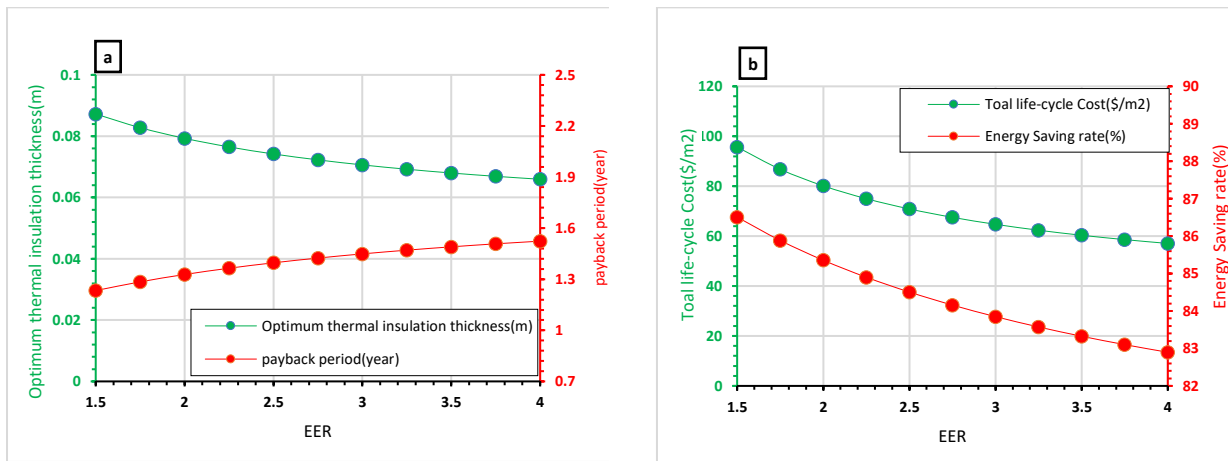 a
Optimum thermal insulation thickness(m)
0.1
0.08
0.06
0.04
0.02
0
2.5
2.2
1.9
1.6
1.3
1
0.7
payback period(year)
Optimum thermal insulation thickness(m)
payback period(year)
1.5 2 2.5 3 3.5 4
EER
b
Toal life-cycle Cost($/m2)
120
100
80
60
40
20
0
90
89
88
87
86
85
84
83
82
Energy Saving rate(%)
Toal life-cycle Cost($/m2)
Energy Saving rate(%)
1.5 2 2.5 3 3.5 4
EER